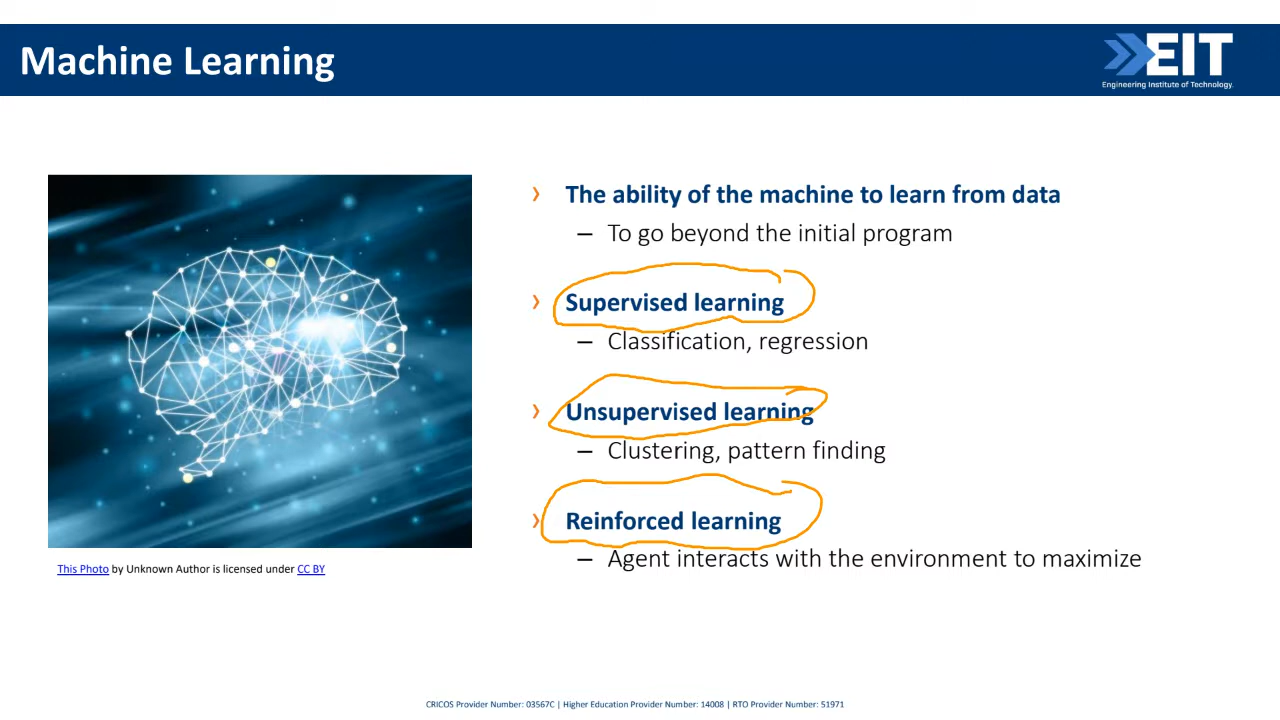 Machine Learning
EIT
Engineering Institute of Technology.
› The ability of the machine to learn from data
– To go beyond the initial program
› Supervised learning
– Classification, regression
› Unsupervised learning
– Clustering, pattern finding
› Reinforced learning
– Agent interacts with the environment to maximize
This Photo by Unknown Author is licensed under CC BY
CRICOS Provider Number: 03567C | Higher Education Provider Number: 14008 | RTO Provider Number: 51971